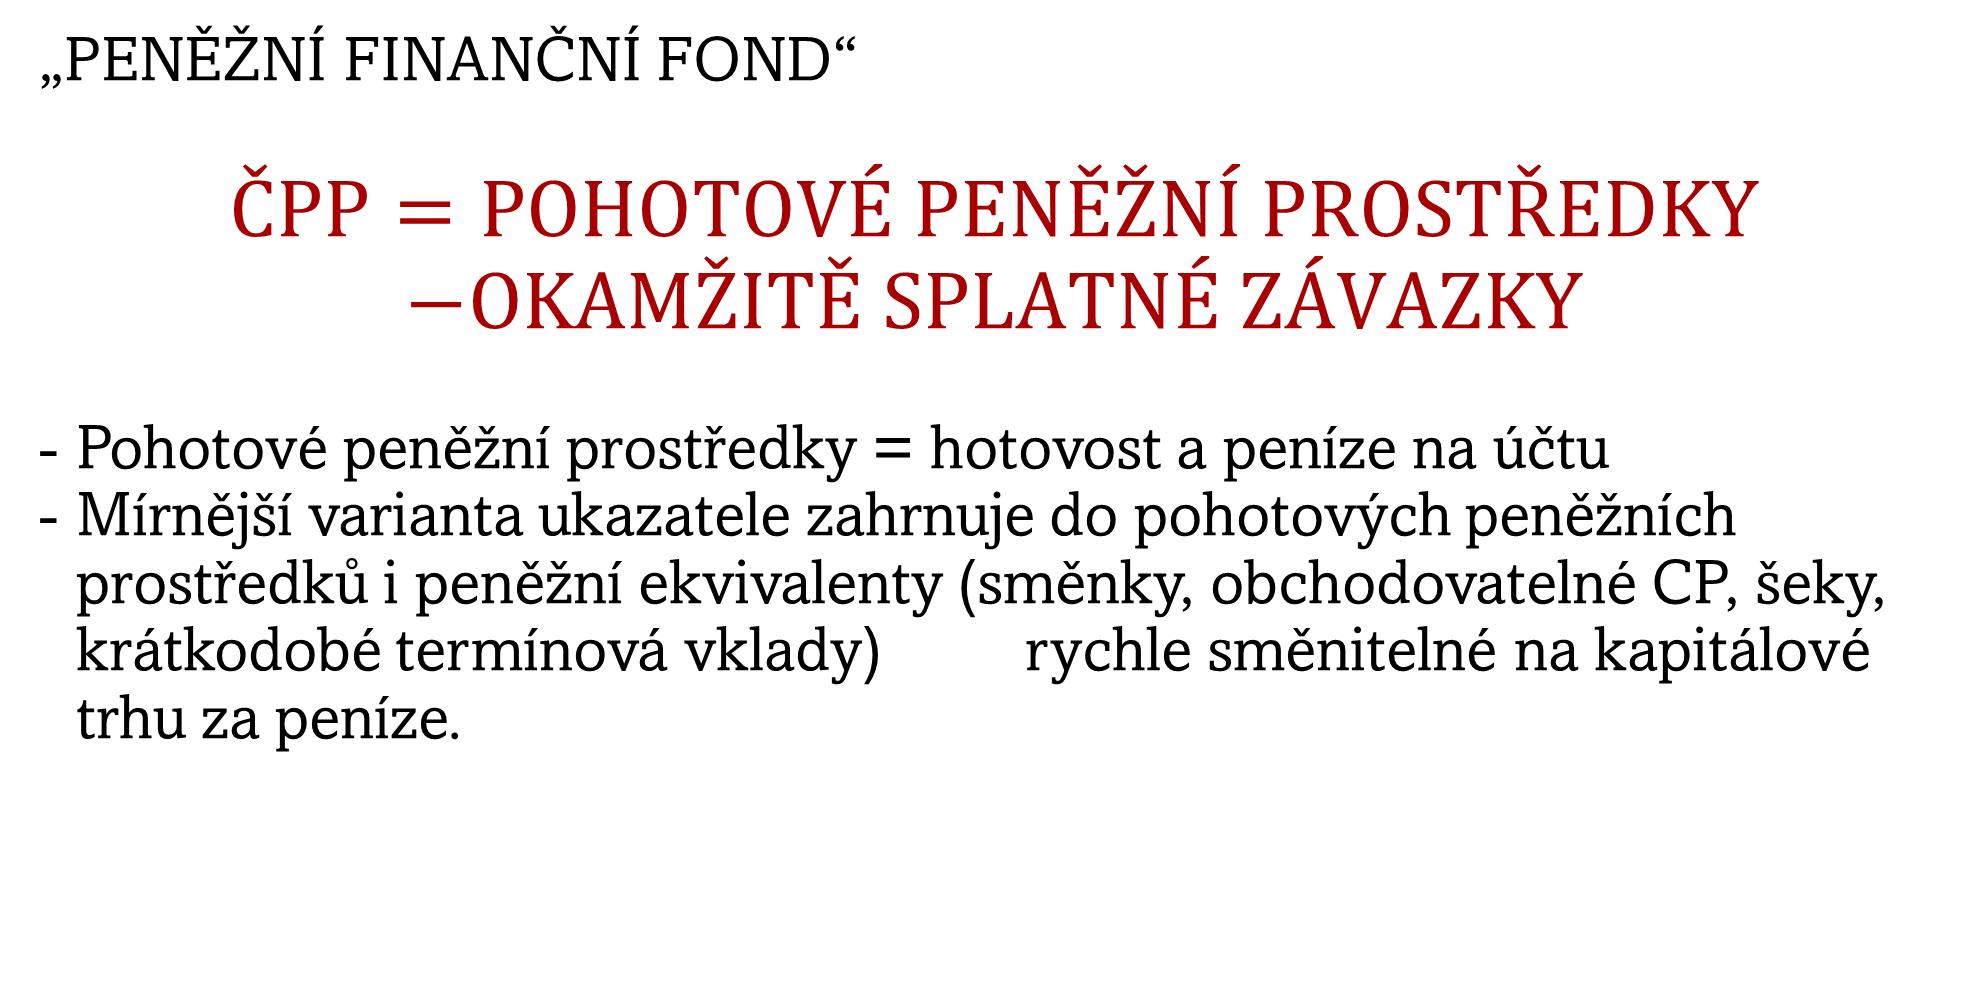 „PENĚŽNÍ FINANČNÍ FOND“
ČPP = POHOTOVÉ PENĚŽNÍ PROSTŘEDKY
−OKAMŽITĚ SPLATNÉ ZÁVAZKY
- Pohotové peněžní prostředky = hotovost a peníze na účtu
- Mírnější varianta ukazatele zahrnuje do pohotových peněžních
prostředků i peněžní ekvivalenty (směnky, obchodovatelné CP, šeky,
krátkodobé termínová vklady) rychle směnitelné na kapitálové
trhu za peníze.